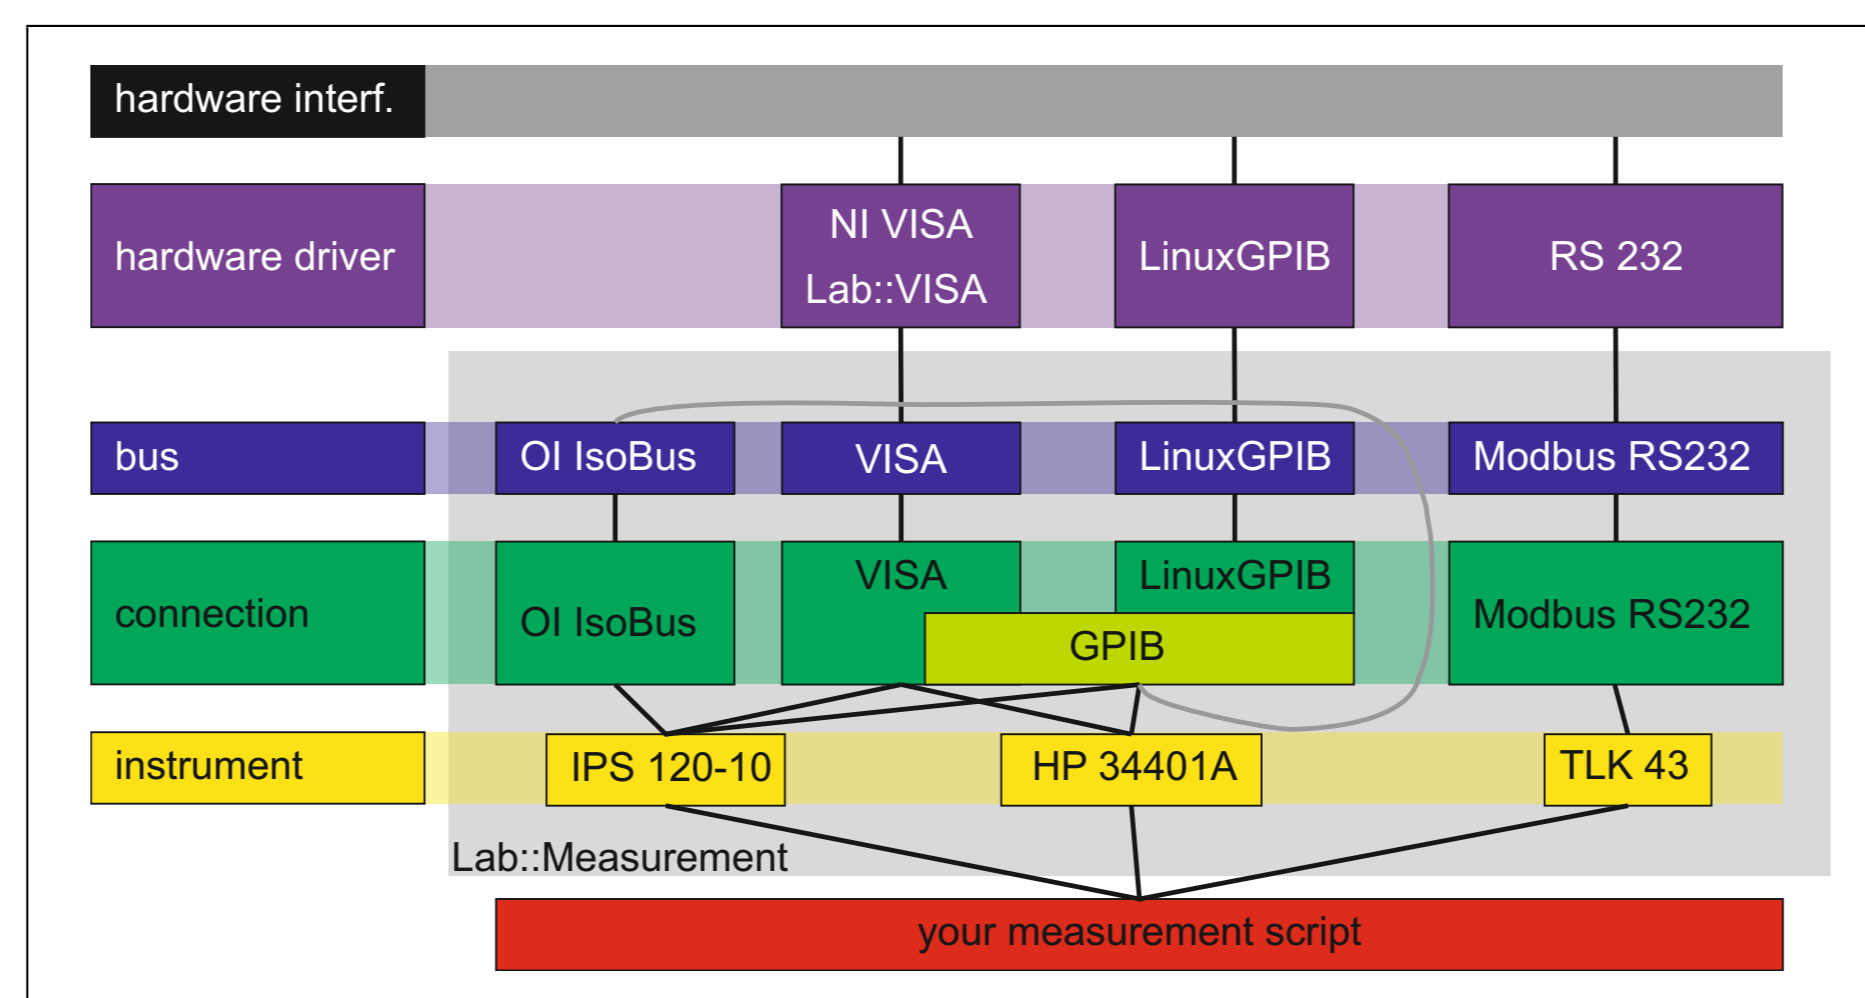 hardware interf.
hardware driver
NI VISA
Lab::VISA
LinuxGPIB
RS 232
bus
OI IsoBus
VISA
LinuxGPIB
Modbus RS232
connection
OI IsoBus
VISA
LinuxGPIB
GPIB
Modbus RS232
instrument
IPS 120-10
HP 34401A
TLK 43
Lab::Measurement
your measurement script